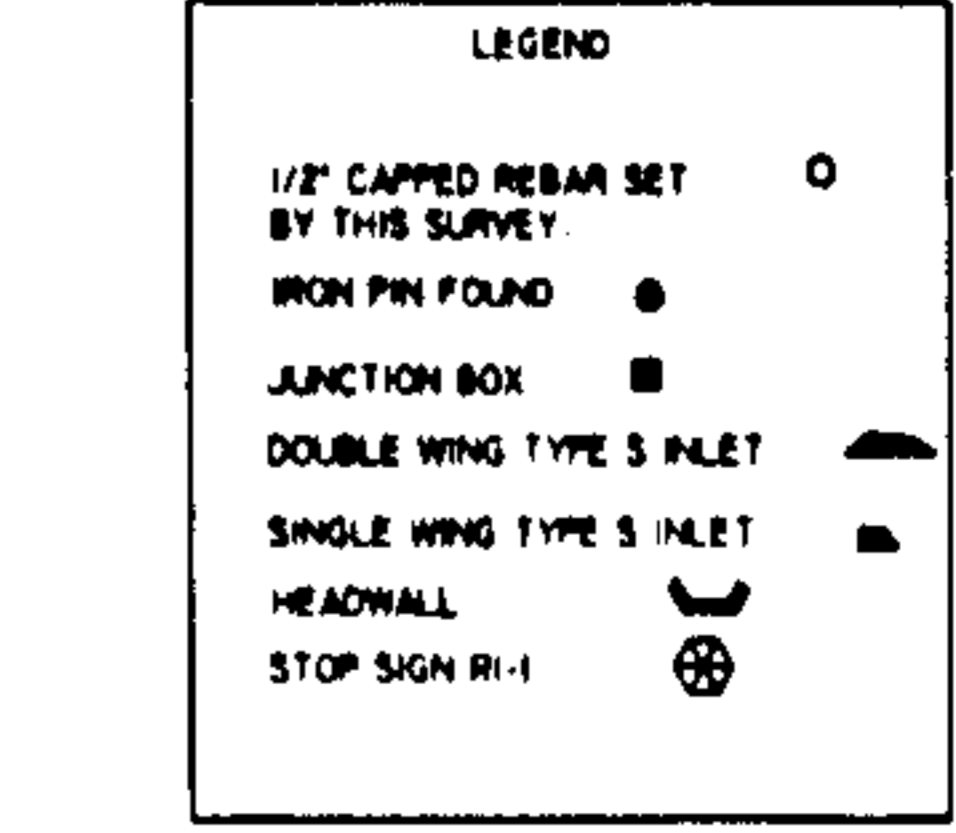 LEGEND
1/2" CAPPED REBAR SET
BY THIS SURVEY.
IRON PIN FOUND
JUNCTION BOX
DOUBLE WING TYPE S INLET
SINGLE WING TYPE S INLET
HEADWALL
STOP SIGN R1-1